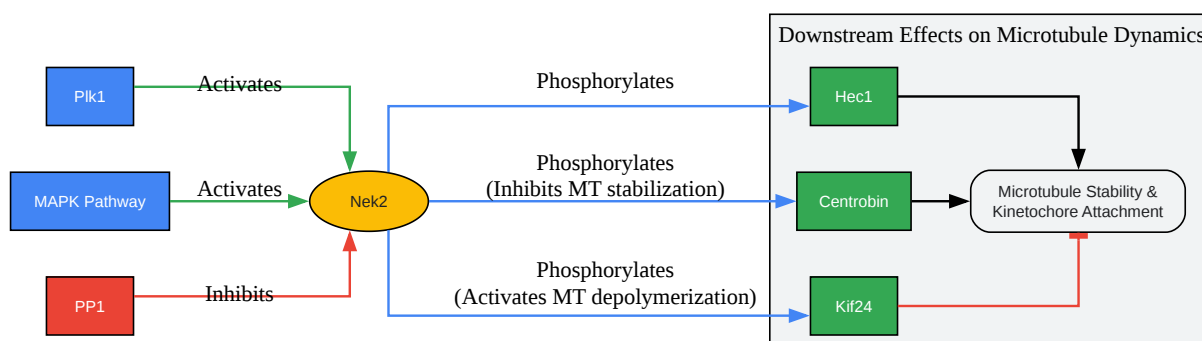 Downstream Effects on Microtubule Dynamics
Plk1
Activates
Phosphorylates
Hec1
MAPK Pathway
Activates
Nek2
Phosphorylates
(Inhibits MT stabilization)
Centrobin
Microtubule Stability &
Kinetochore Attachment
PP1
Inhibits
Phosphorylates
(Activates MT depolymerization)
Kif24